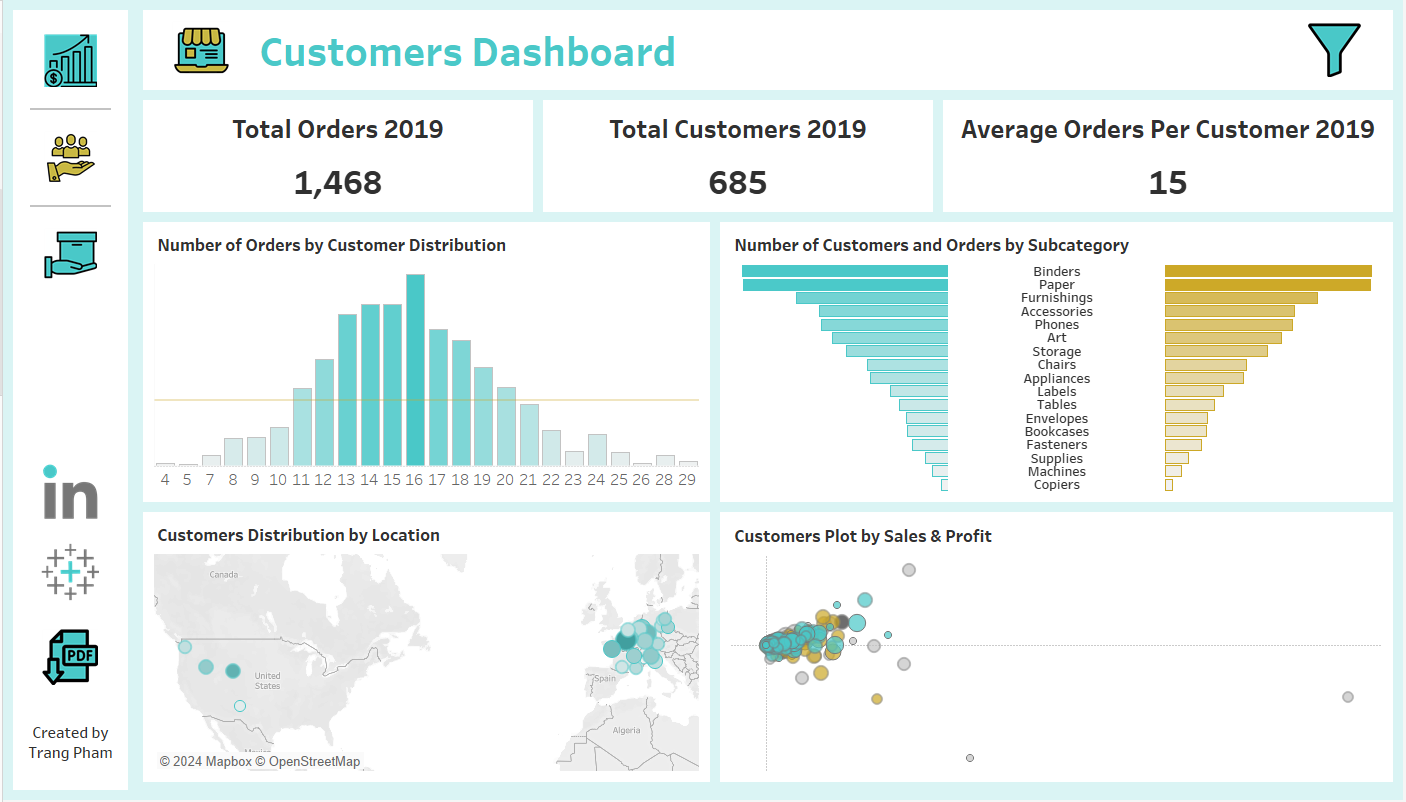 Customers Dashboard
Total Orders 2019
1,468
Total Customers 2019
685
Average Orders Per Customer 2019
15
Number of Orders by Customer Distribution
4 5 7 8 9 10 11 12 13 14 15 16 17 18 19 20 21 22 23 24 25 26 28 29
Number of Customers and Orders by Subcategory
Binders
Paper
Furnishings
Accessories
Phones
Art
Storage
Chairs
Appliances
Labels
Tables
Envelopes
Bookcases
Fasteners
Supplies
Machines
Copiers
Customers Distribution by Location
Canada
United
States
Spain
Algeria
© 2024 Mapbox © OpenStreetMap
Customers Plot by Sales & Profit
$
in
PDF
Created by
Trang Pham